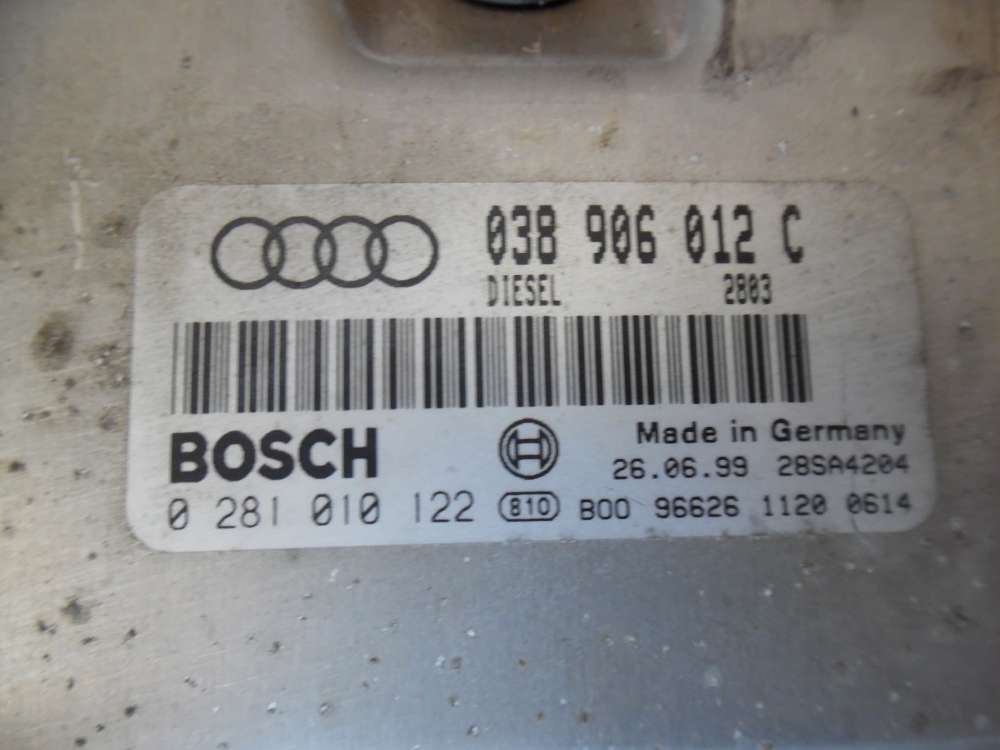 038 906 012 C
DIESEL 2803
BOSCH
Made in Germany
26.06.99 28SA4204
0 281 010 122 810 B00 96626 1120 0614